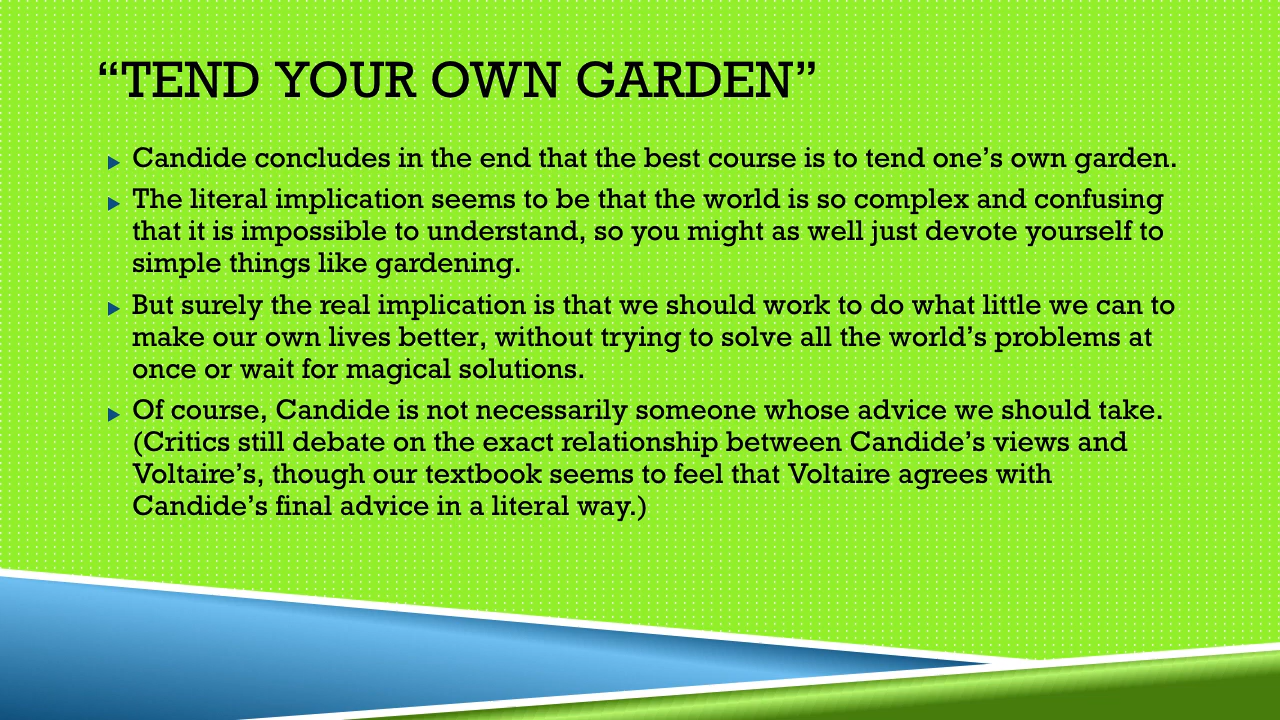 “TEND YOUR OWN GARDEN”
Candide concludes in the end that the best course is to tend one’s own garden.
The literal implication seems to be that the world is so complex and confusing
that it is impossible to understand, so you might as well just devote yourself to
simple things like gardening.
But surely the real implication is that we should work to do what little we can to
make our own lives better, without trying to solve all the world’s problems at
once or wait for magical solutions.
Of course, Candide is not necessarily someone whose advice we should take.
(Critics still debate on the exact relationship between Candide’s views and
Voltaire’s, though our textbook seems to feel that Voltaire agrees with
Candide’s final advice in a literal way.)